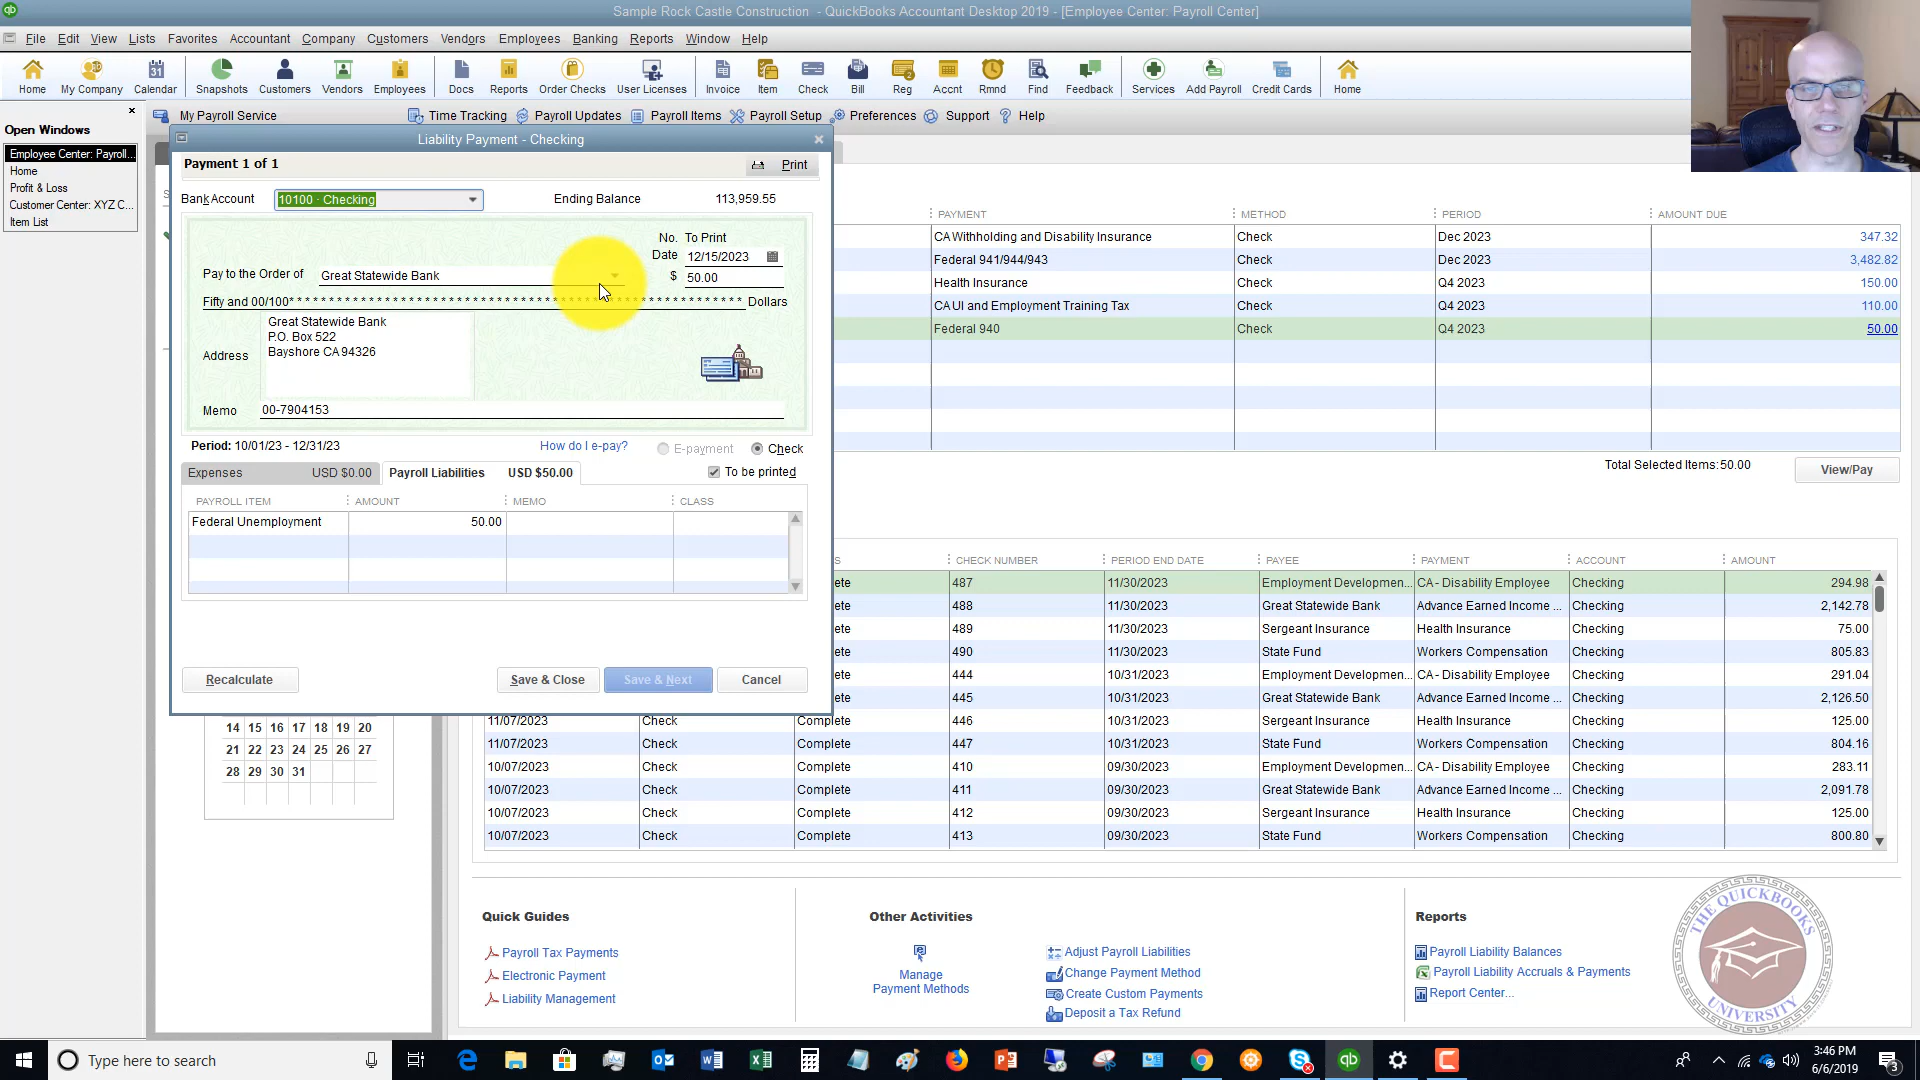 Sample Rock Castle Construction - QuickBooks Accountant Desktop 2019 - [Employee Center: Payroll Center]
File Edit View Lists Favorites Accountant Company Customers Vendors Employees Banking Reports Window Help
Home My Company Calendar Snapshots Customers Vendors Employees Docs Reports Order Checks User Licenses Invoice Item Check Bill Reg Accnt Rmnd Find Feedback Services Add Payroll Credit Cards Home
31
My Payroll Service Time Tracking Payroll Updates Payroll Items Payroll Setup Preferences Support Help
Open Windows
Employee Center: Payroll...
Home
Profit & Loss
Customer Center: XYZ C...
Item List
Liability Payment - Checking
Payment 1 of 1 Print
Bank Account 10100 · Checking Ending Balance 113,959.55
No. To Print
Date 12/15/2023
Pay to the Order of Great Statewide Bank $ 50.00
Fifty and 00/100* * * * * * * * * * * * * * * * * * * * * * * * * * * * * * * * * * * * * * * * * * * * Dollars
Address
Great Statewide Bank
P.O. Box 522
Bayshore CA 94326
Memo 00-7904153
Period: 10/01/23 - 12/31/23 How do I e-pay? E-payment Check
Expenses USD $0.00 Payroll Liabilities USD $50.00 To be printed
PAYROLL ITEM AMOUNT MEMO CLASS
Federal Unemployment 50.00
Recalculate Save & Close Save & Next Cancel
PAYMENT METHOD PERIOD AMOUNT DUE
CA Withholding and Disability Insurance Check Dec 2023 347.32
Federal 941/944/943 Check Dec 2023 3,482.82
Health Insurance Check Q4 2023 150.00
CA UI and Employment Training Tax Check Q4 2023 110.00
Federal 940 Check Q4 2023 50.00
Total Selected Items: 50.00 View/Pay
S CHECK NUMBER PERIOD END DATE PAYEE PAYMENT ACCOUNT AMOUNT
ete 487 11/30/2023 Employment Developmen... CA - Disability Employee Checking 294.98
ete 488 11/30/2023 Great Statewide Bank Advance Earned Income ... Checking 2,142.78
ete 489 11/30/2023 Sergeant Insurance Health Insurance Checking 75.00
ete 490 11/30/2023 State Fund Workers Compensation Checking 805.83
ete 444 10/31/2023 Employment Developmen... CA - Disability Employee Checking 291.04
ete 445 10/31/2023 Great Statewide Bank Advance Earned Income ... Checking 2,126.50
11/07/2023 Check Complete 446 10/31/2023 Sergeant Insurance Health Insurance Checking 125.00
11/07/2023 Check Complete 447 10/31/2023 State Fund Workers Compensation Checking 804.16
10/07/2023 Check Complete 410 09/30/2023 Employment Developmen... CA - Disability Employee Checking 283.11
10/07/2023 Check Complete 411 09/30/2023 Great Statewide Bank Advance Earned Income ... Checking 2,091.78
10/07/2023 Check Complete 412 09/30/2023 Sergeant Insurance Health Insurance Checking 125.00
10/07/2023 Check Complete 413 09/30/2023 State Fund Workers Compensation Checking 800.80
14 15 16 17 18 19 20
21 22 23 24 25 26 27
28 29 30 31
Quick Guides
Payroll Tax Payments
Electronic Payment
Liability Management
Other Activities
Manage
Payment Methods
Adjust Payroll Liabilities
Change Payment Method
Create Custom Payments
Deposit a Tax Refund
Reports
Payroll Liability Balances
Payroll Liability Accruals & Payments
Report Center...
THE QUICKBOOKS
UNIVERSITY
Type here to search
3:46 PM
6/6/2019
3